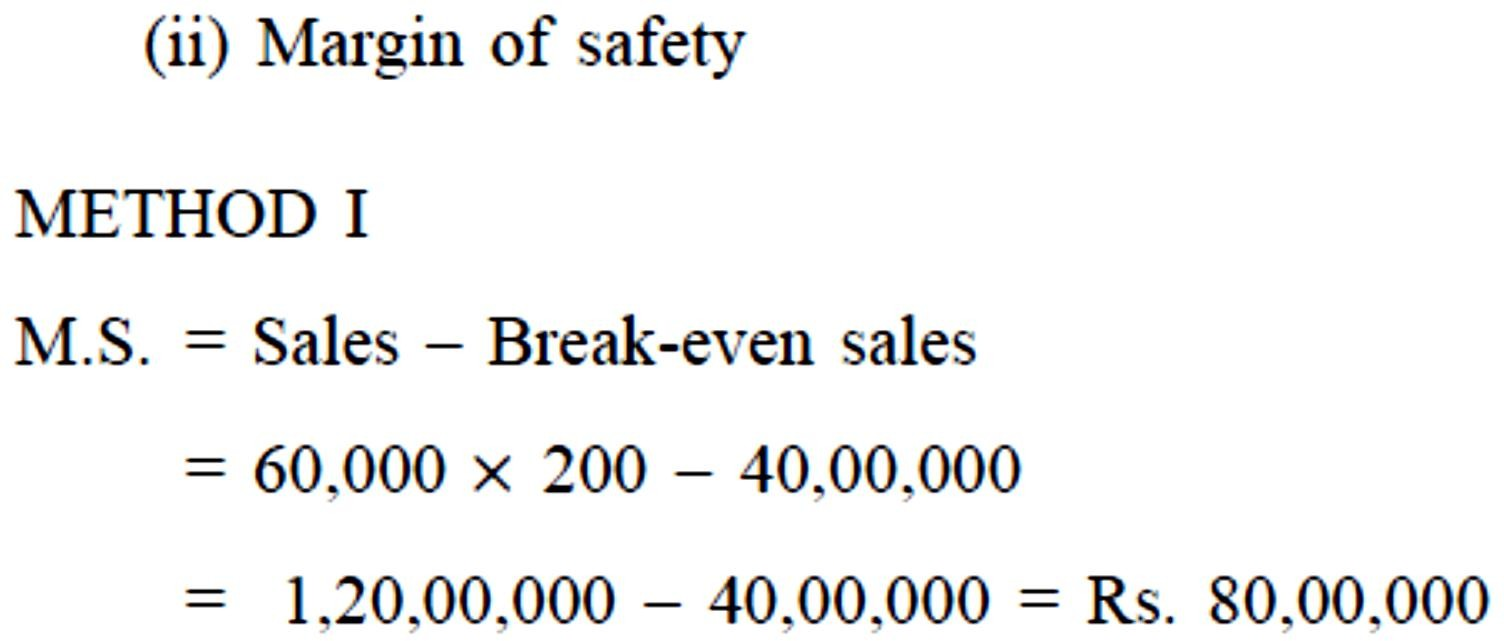 (ii) Margin of safety
METHOD I
M.S. = Sales – Break-even sales
= 60,000 × 200 – 40,00,000
= 1,20,00,000 – 40,00,000 = Rs. 80,00,000